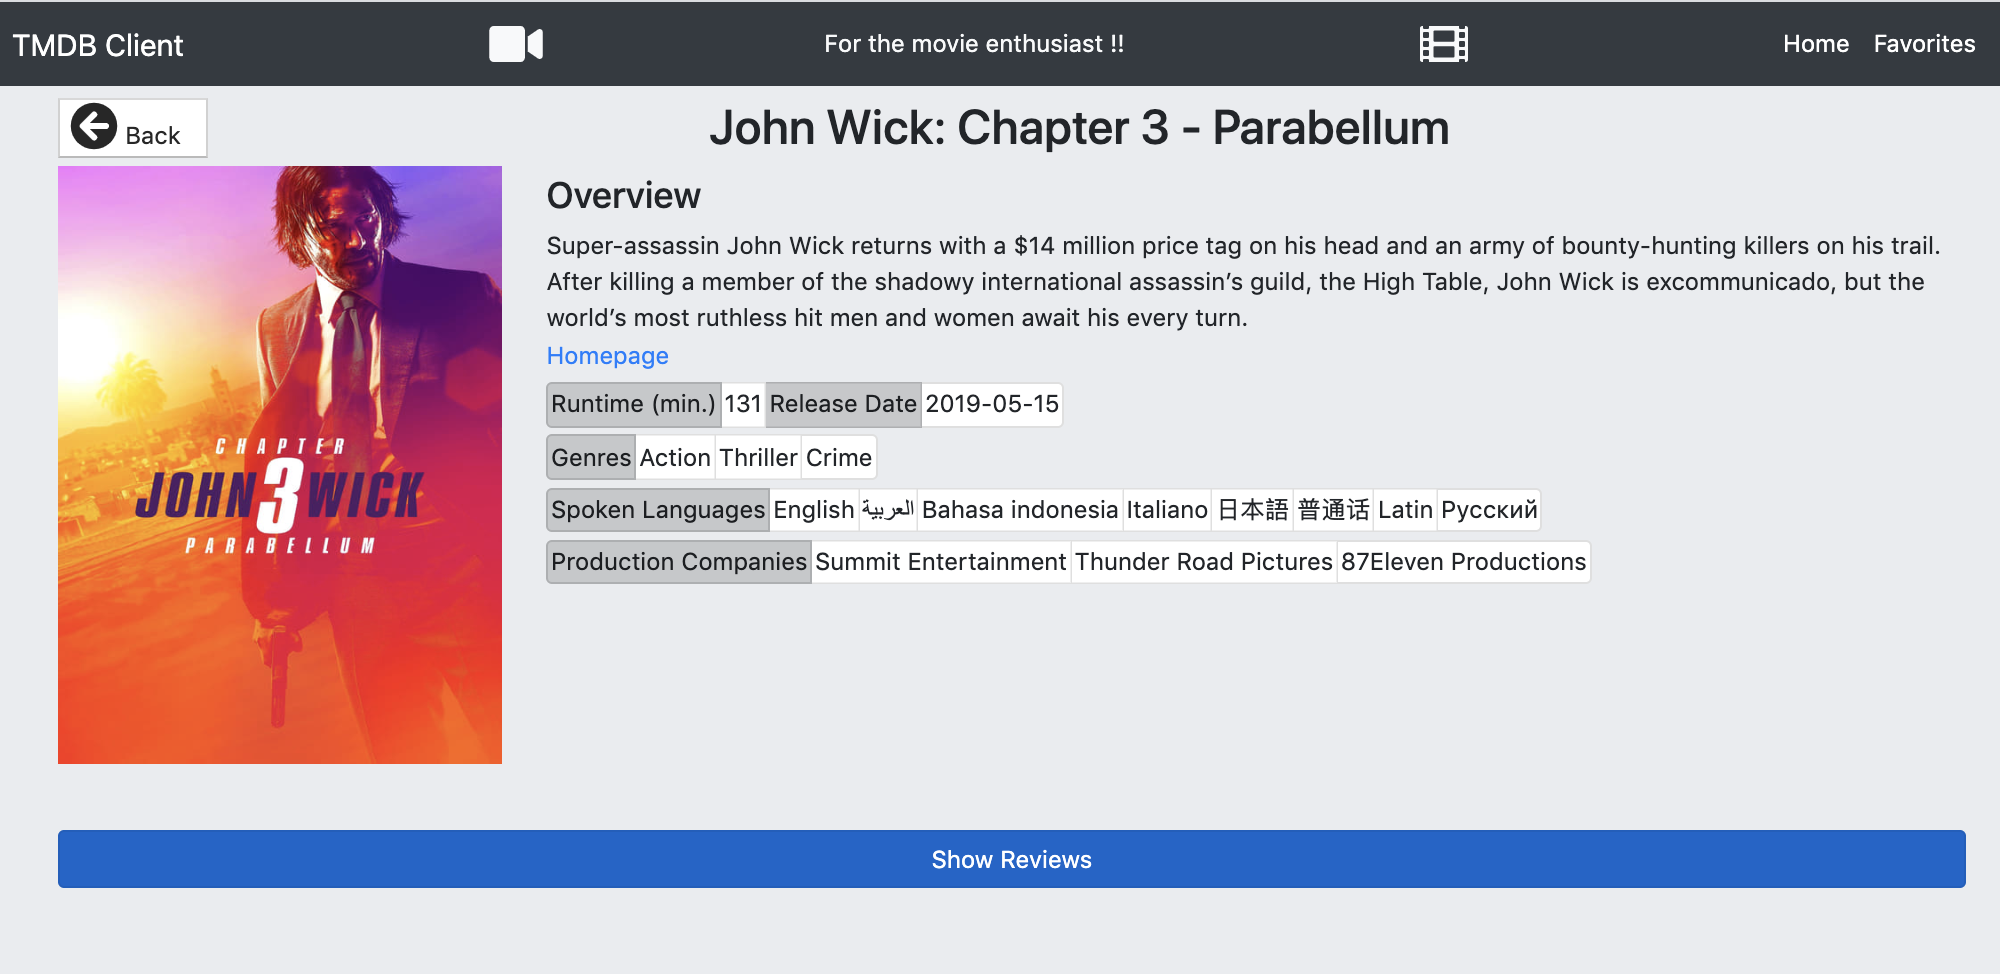 TMDB Client For the movie enthusiast !! Home Favorites
Back
John Wick: Chapter 3 - Parabellum
CHAPTER
JOHN 3 WICK
PARABELLUM
Overview
Super-assassin John Wick returns with a $14 million price tag on his head and an army of bounty-hunting killers on his trail.
After killing a member of the shadowy international assassin’s guild, the High Table, John Wick is excommunicado, but the
world’s most ruthless hit men and women await his every turn.
Homepage
Runtime (min.) 131 Release Date 2019-05-15
Genres Action Thriller Crime
Spoken Languages English العربية Bahasa indonesia Italiano 日本語 普通话 Latin Pусский
Production Companies Summit Entertainment Thunder Road Pictures 87Eleven Productions
Show Reviews